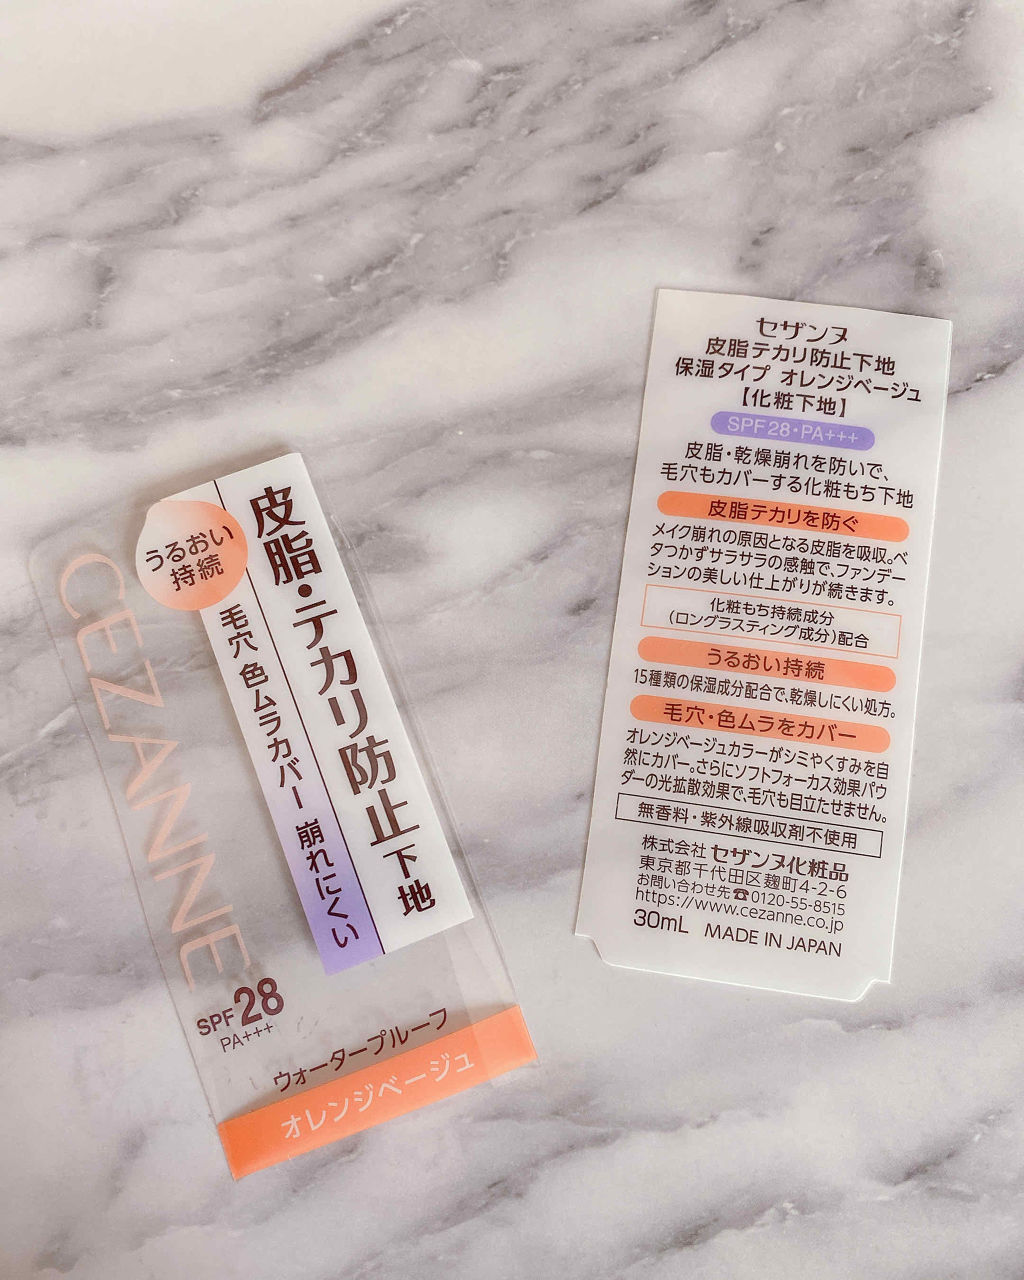 うるおい
持続
皮脂・テカリ防止下地
毛穴 色ムラカバー 崩れにくい
CEZANNE
SPF28
PA+++
ウォータープルーフ
オレンジベージュ
セザンヌ
皮脂テカリ防止下地
保湿タイプ オレンジベージュ
【化粧下地】
SPF28・PA+++
皮脂・乾燥崩れを防いで、
毛穴もカバーする化粧もち下地
皮脂テカリを防ぐ
メイク崩れの原因となる皮脂を吸収。ベ
タつかずサラサラの感触で、ファンデー
ションの美しい仕上がりが続きます。
化粧もち持続成分
(ロングラスティング成分)配合
うるおい持続
15種類の保湿成分配合で、乾燥しにくい処方。
毛穴・色ムラをカバー
オレンジベージュカラーがシミやくすみを自
然にカバー。さらにソフトフォーカス効果パウ
ダーの光拡散効果で、毛穴も目立たせません。
無香料・紫外線吸収剤不使用
株式会社 セザンヌ化粧品
東京都千代田区麹町4-2-6
お問い合わせ先☎0120-55-8515
https://www.cezanne.co.jp
30mL MADE IN JAPAN